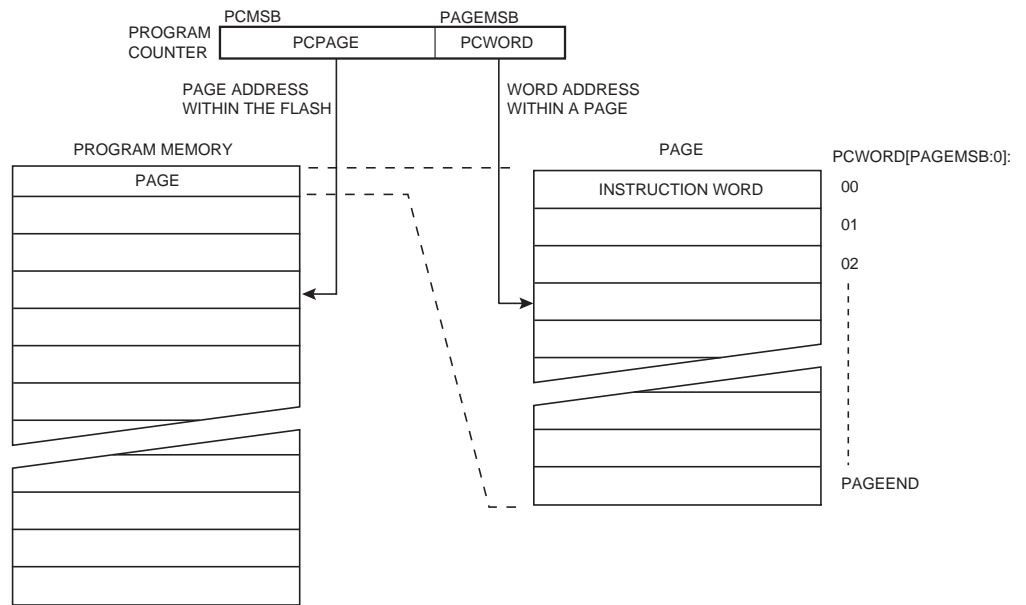 PCMSB
PAGEMSB
PROGRAM
COUNTER
PCPAGE
PCWORD
PAGE ADDRESS
WITHIN THE FLASH
WORD ADDRESS
WITHIN A PAGE
PROGRAM MEMORY
PAGE
PAGE
INSTRUCTION WORD
PCWORD[PAGEMSB:0]:
00
01
02
PAGEEND